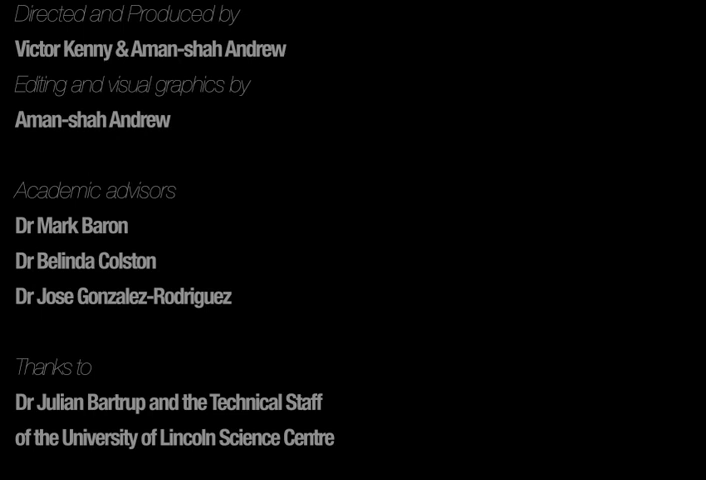 Directed and Produced by
Victor Kenny & Aman-shah Andrew
Editing and visual graphics by
Aman-shah Andrew
Academic advisors
Dr Mark Baron
Dr Belinda Colston
Dr Jose Gonzalez-Rodriguez
Thanks to
Dr Julian Bartrup and the Technical Staff
of the University of Lincoln Science Centre